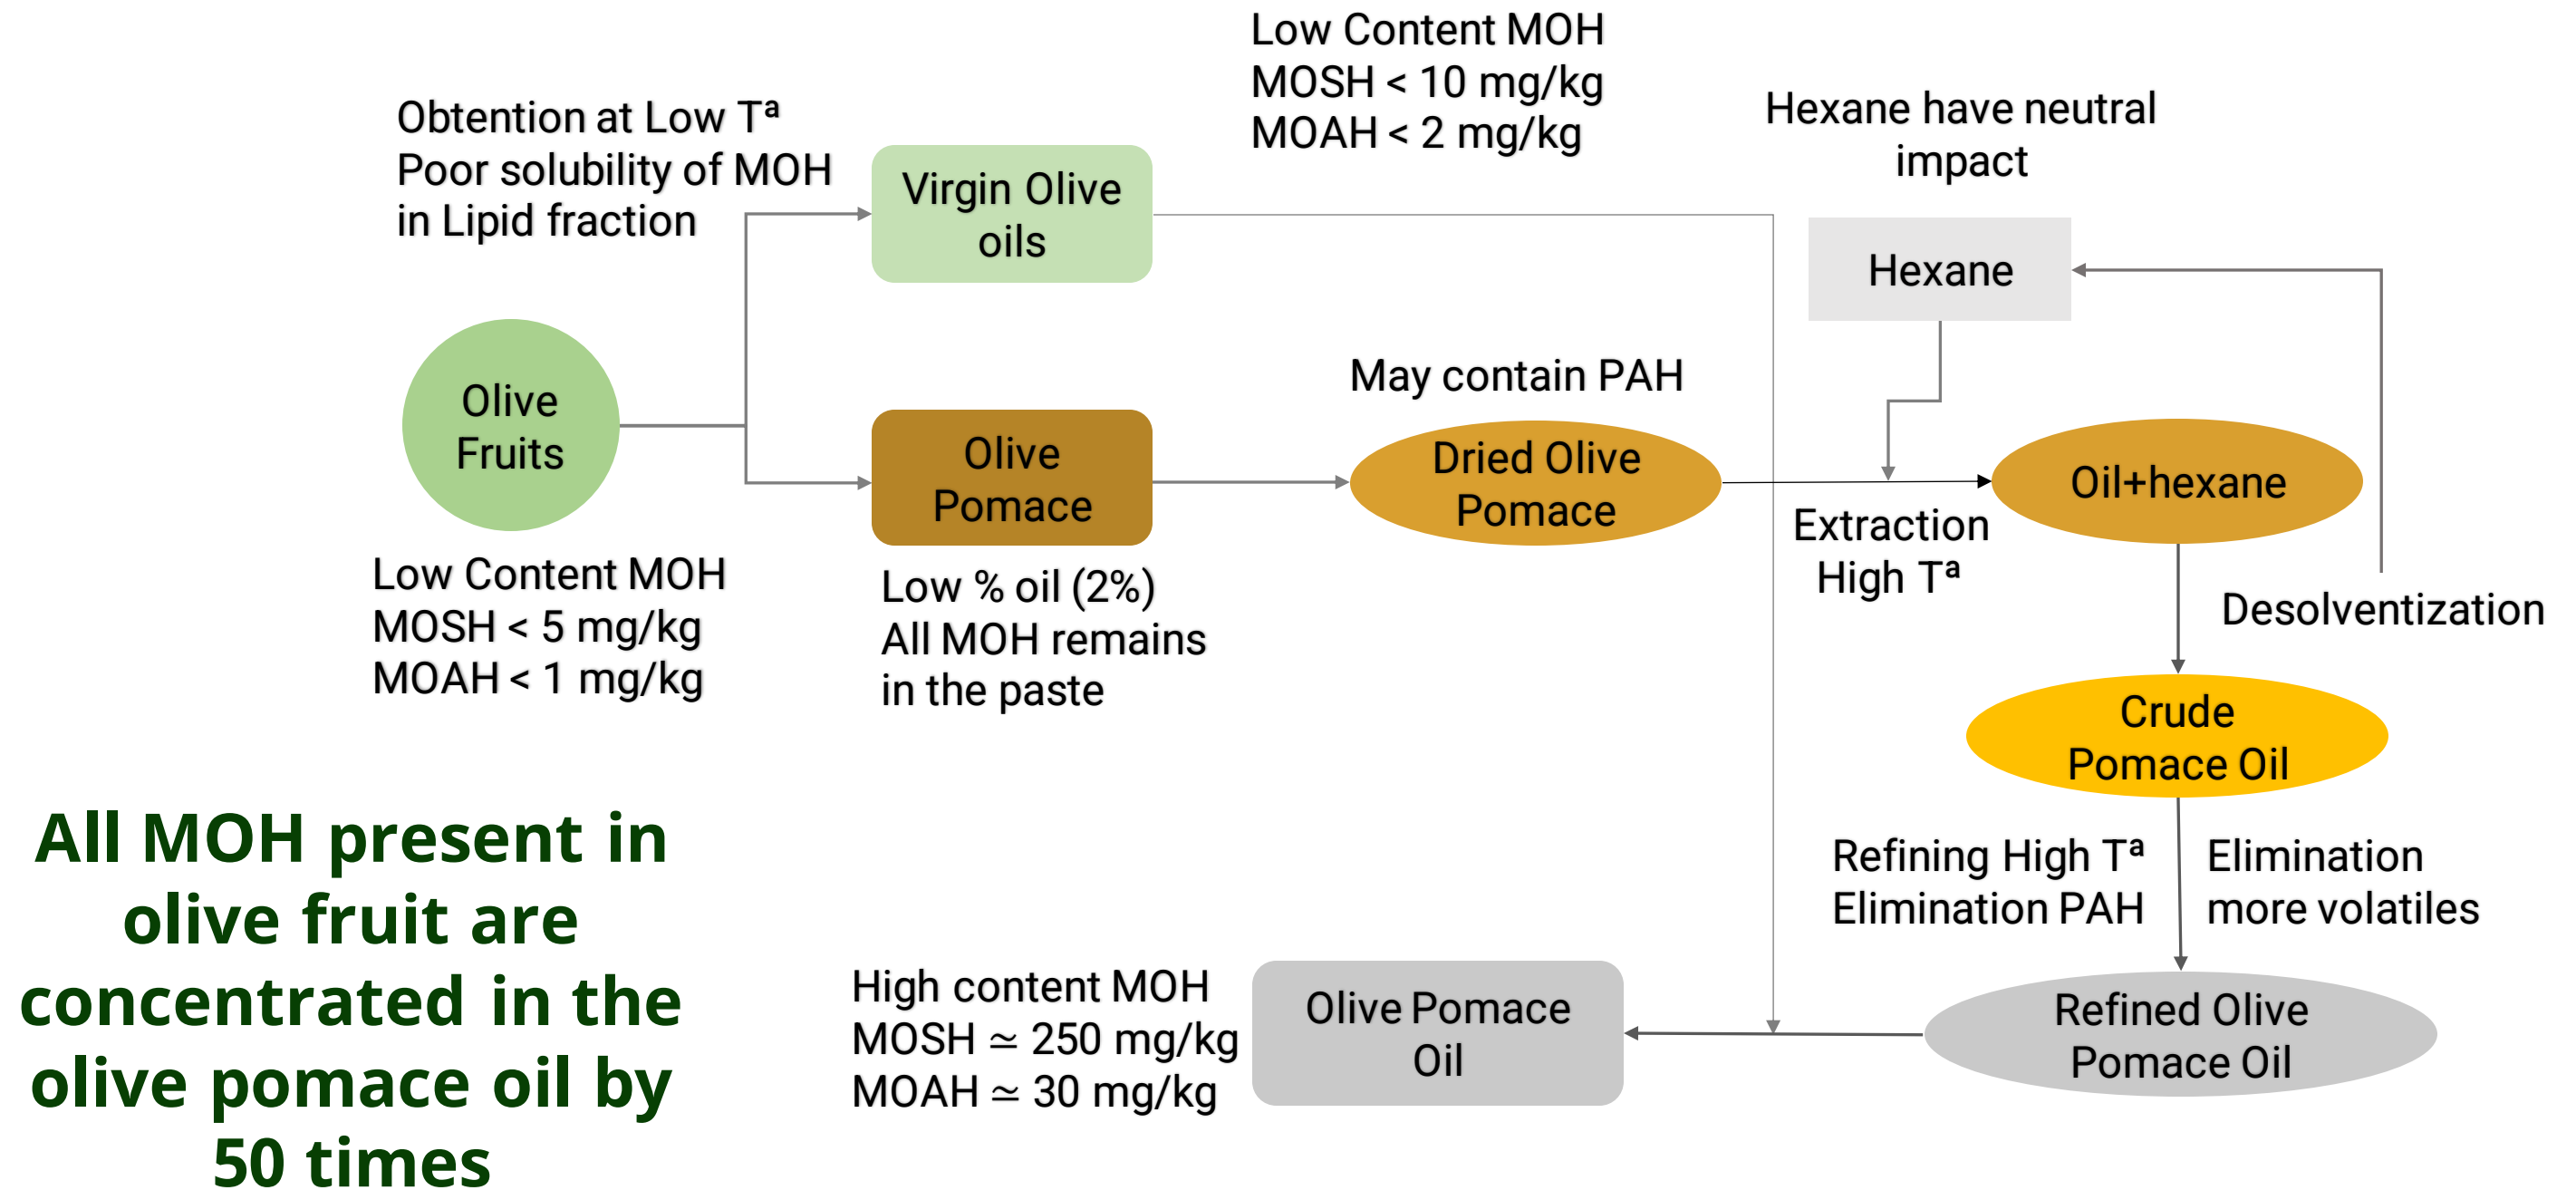 Low Content MOH
MOSH < 10 mg/kg
MOAH < 2 mg/kg
Obtention at Low Tª
Poor solubility of MOH
in Lipid fraction
Virgin Olive
oils
Hexane have neutral
impact
Hexane
Olive
Fruits
Low Content MOH
MOSH < 5 mg/kg
MOAH < 1 mg/kg
Olive
Pomace
Low % oil (2%)
All MOH remains
in the paste
May contain PAH
Dried Olive
Pomace
Extraction
High Tª
Oil+hexane
Desolventization
Crude
Pomace Oil
Refining High Tª
Elimination PAH
Elimination
more volatiles
Refined Olive
Pomace Oil
Olive Pomace
Oil
High content MOH
MOSH ≃ 250 mg/kg
MOAH ≃ 30 mg/kg
All MOH present in
olive fruit are
concentrated in the
olive pomace oil by
50 times